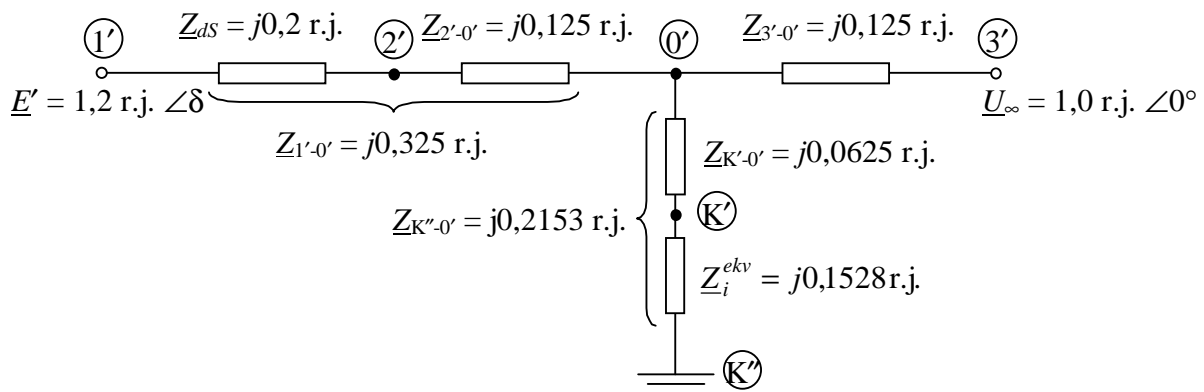 1′ Z_dS = j0,2 r.j. 2′ Z_2′-0′ = j0,125 r.j. 0′ Z_3′-0′ = j0,125 r.j. 3′
E′ = 1,2 r.j. ∠δ U_∞ = 1,0 r.j. ∠0°
Z_1′-0′ = j0,325 r.j. Z_K′-0′ = j0,0625 r.j.
Z_K″-0′ = j0,2153 r.j. K′
Z_i^ekv = j0,1528 r.j.
K″